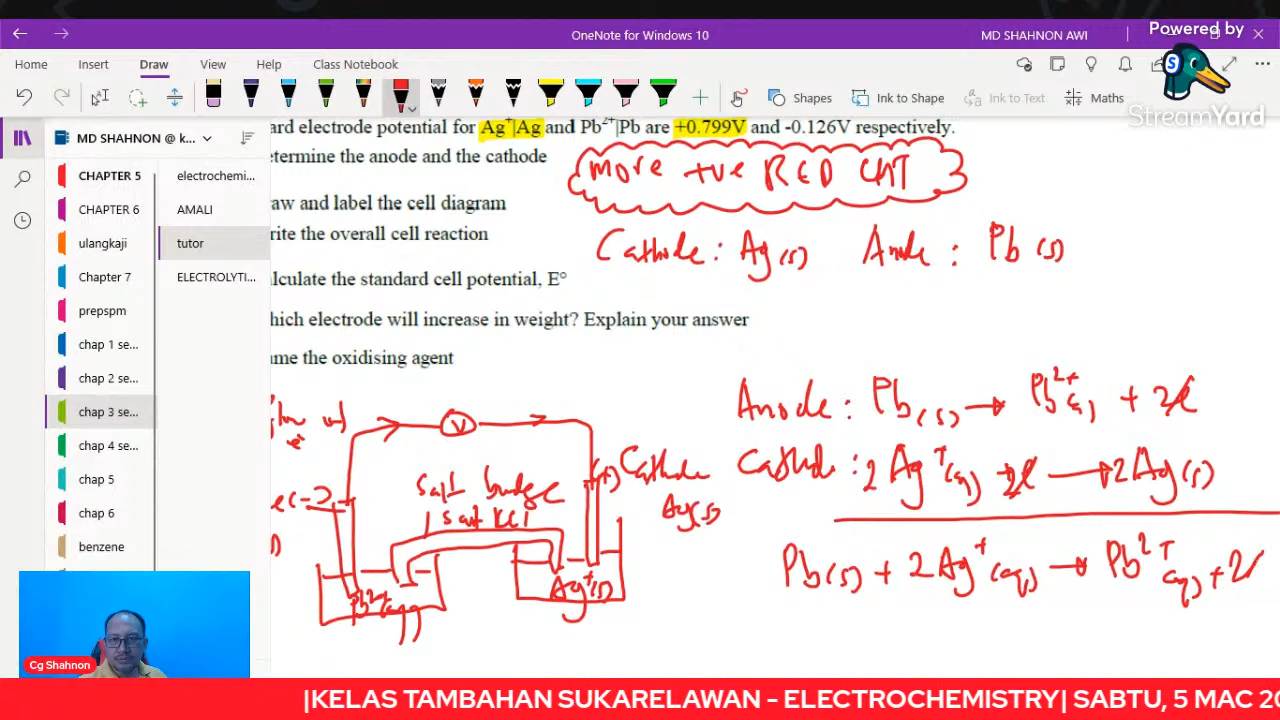 OneNote for Windows 10
MD SHAHNON AWI
Powered by
StreamYard
Home Insert Draw View Help Class Notebook
Shapes Ink to Shape Ink to Text Maths
MD SHAHNON @ k...
CHAPTER 5
CHAPTER 6
ulangkaji
Chapter 7
prepspm
chap 1 se...
chap 2 se...
chap 3 se...
chap 4 se...
chap 5
chap 6
benzene
electrochemi...
AMALI
tutor
ELECTROLYTI...
ard electrode potential for Ag⁺|Ag and Pb²⁺|Pb are +0.799V and -0.126V respectively.
etermine the anode and the cathode
More +ve RED CAT
raw and label the cell diagram
rite the overall cell reaction
Cathode : Ag(s) Anode : Pb (s)
alculate the standard cell potential, E°
hich electrode will increase in weight? Explain your answer
ame the oxidising agent
V
(+) Cathode
Ag(s)
salt bridge
sat KCl
Pb²⁺(aq)
Ag⁺(s)
Anode : Pb(s) → Pb²⁺(aq) + 2e
Cathode : 2Ag⁺(aq) + 2e → 2Ag(s)
Pb(s) + 2Ag⁺(aq) → Pb²⁺(aq) + 2
Cg Shahnon
|KELAS TAMBAHAN SUKARELAWAN - ELECTROCHEMISTRY| SABTU, 5 MAC 20